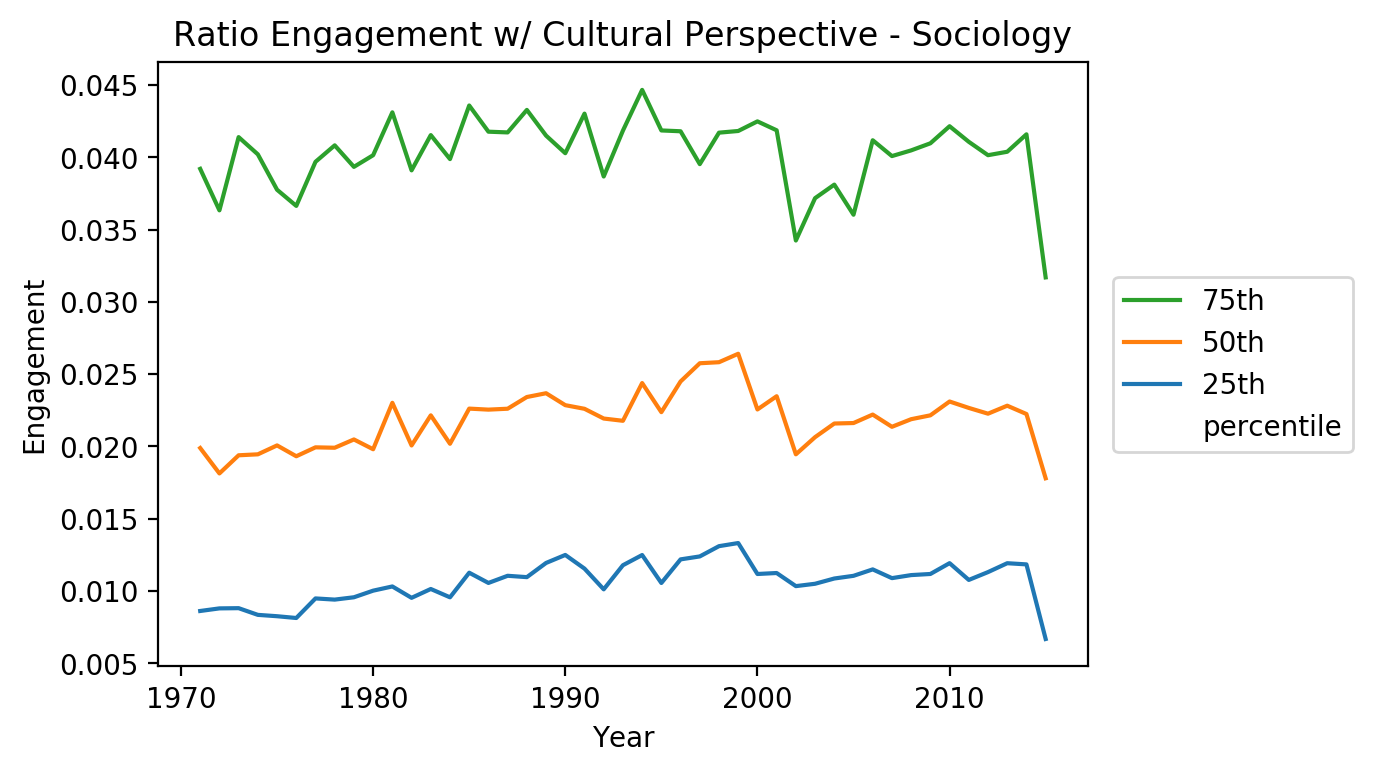 Ratio Engagement w/ Cultural Perspective - Sociology
0.045
0.040
0.035
0.030
0.025
0.020
0.015
0.010
0.005
Engagement
1970 1980 1990 2000 2010
Year
75th
50th
25th
percentile